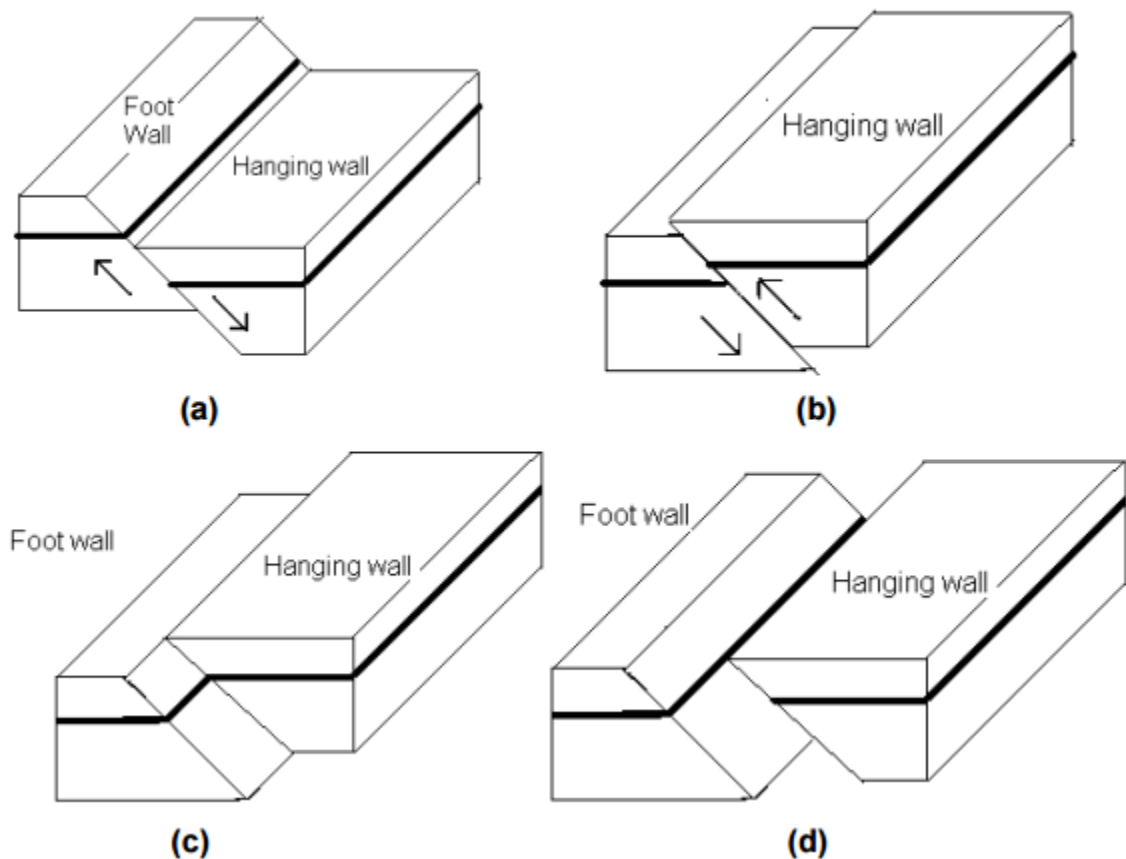 Foot
Wall
Hanging wall
Hanging wall
(a)
(b)
Foot wall
Hanging wall
Foot wall
Hanging wall
(c)
(d)